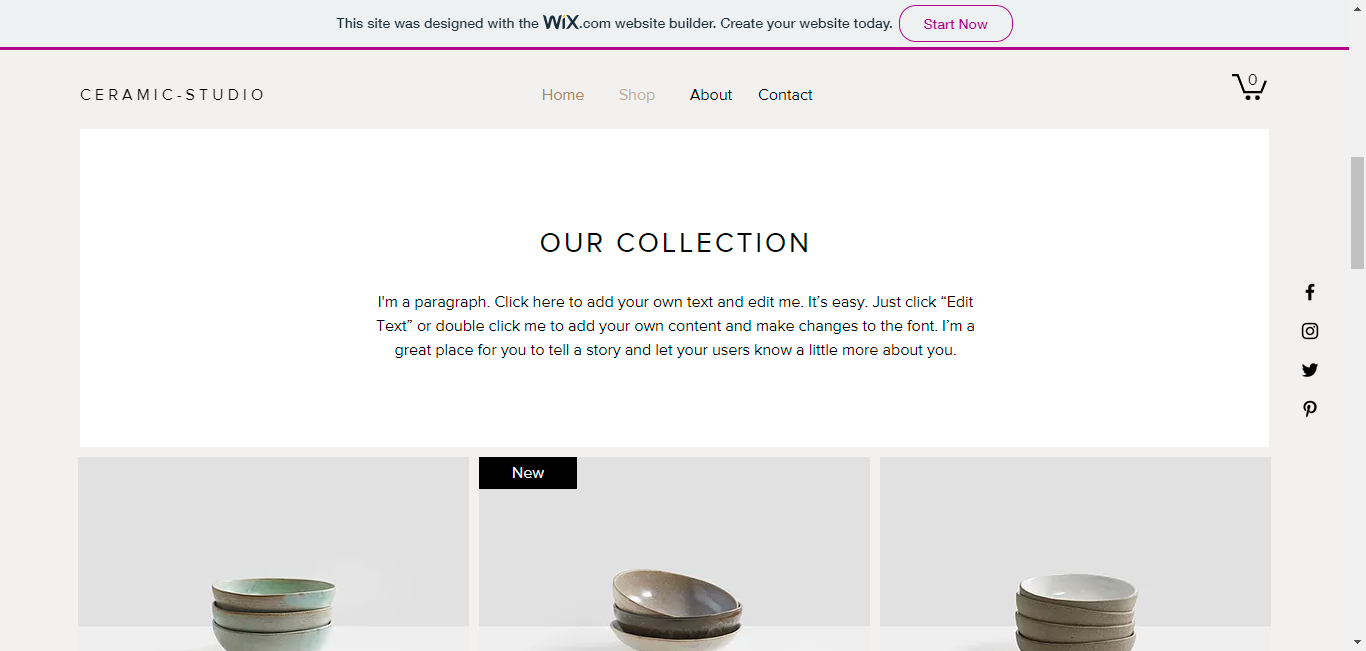 This site was designed with the WiX.com website builder. Create your website today. Start Now
CERAMIC-STUDIO Home Shop About Contact 0
OUR COLLECTION
I'm a paragraph. Click here to add your own text and edit me. It’s easy. Just click “Edit
Text” or double click me to add your own content and make changes to the font. I’m a
great place for you to tell a story and let your users know a little more about you.
New